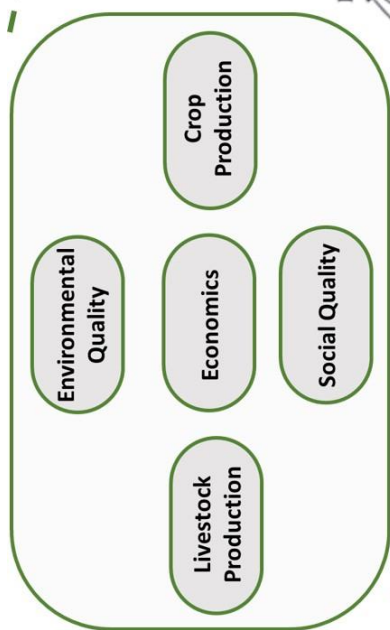 Environmental
Quality
Livestock
Production
Economics
Crop
Production
Social Quality